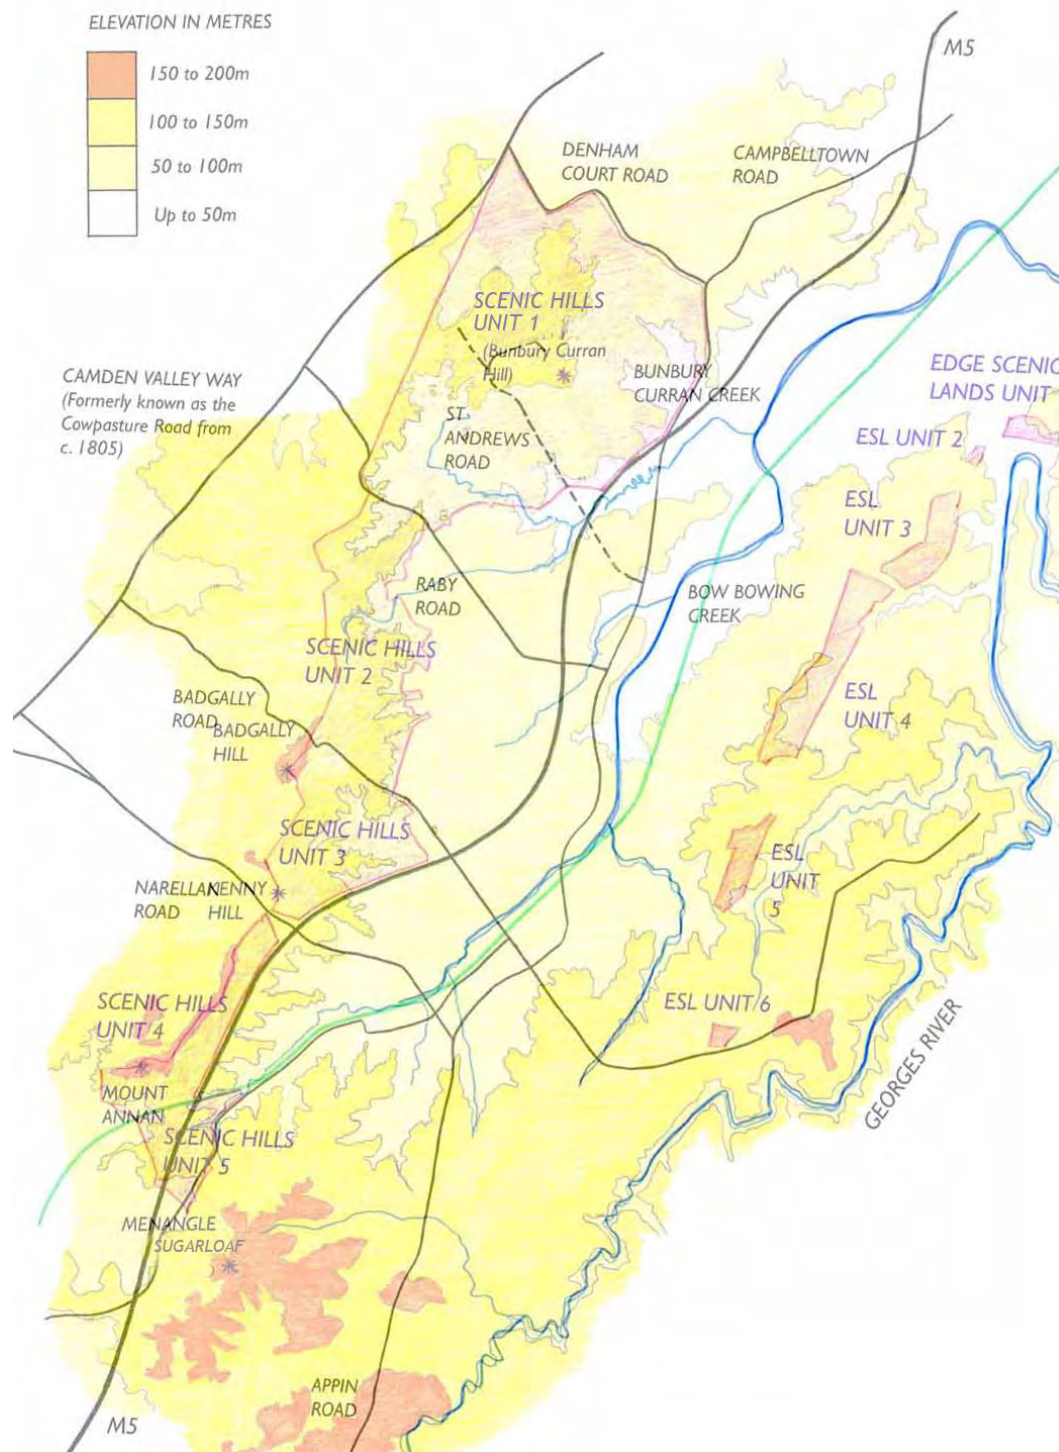 ELEVATION IN METRES
150 to 200m
100 to 150m
50 to 100m
Up to 50m
M5
DENHAM
COURT ROAD
CAMPBELLTOWN
ROAD
SCENIC HILLS
UNIT 1
(Bunbury Curran
Hill)
BUNBURY
CURRAN CREEK
EDGE SCENIC
LANDS UNIT
CAMDEN VALLEY WAY
(Formerly known as the
Cowpasture Road from
c. 1805)
ST.
ANDREWS
ROAD
ESL UNIT 2
ESL
UNIT 3
RABY
ROAD
BOW BOWING
CREEK
SCENIC HILLS
UNIT 2
ESL
UNIT 4
BADGALLY
ROAD
BADGALLY
HILL
SCENIC HILLS
UNIT 3
ESL
UNIT
5
NARELLAN
ROAD
KENNY
HILL
SCENIC HILLS
UNIT 4
ESL UNIT 6
GEORGES RIVER
MOUNT
ANNAN
SCENIC HILLS
UNIT 5
MENANGLE
SUGARLOAF
APPIN
ROAD
M5